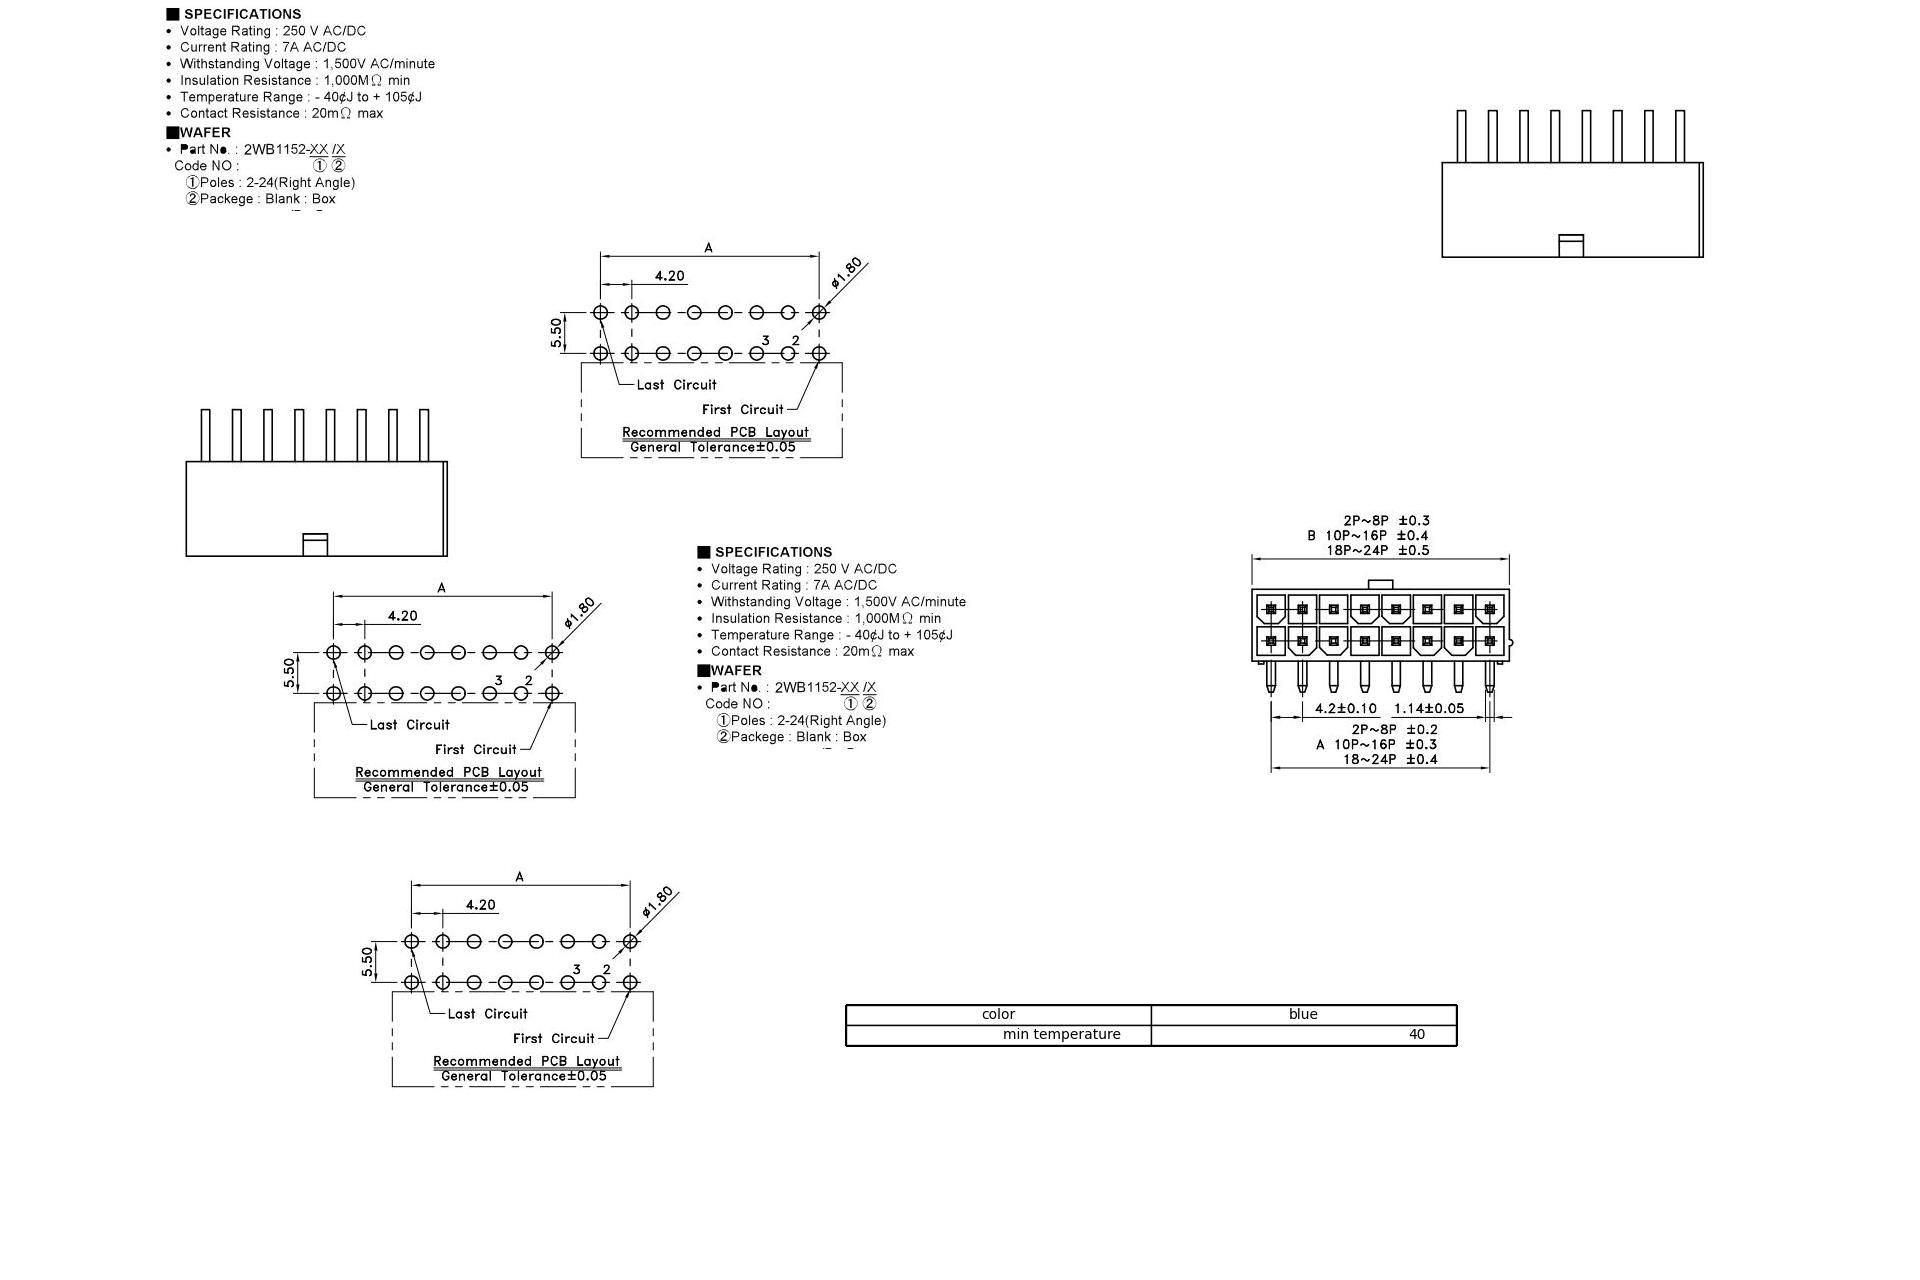 ■ SPECIFICATIONS
• Voltage Rating : 250 V AC/DC
• Current Rating : 7A AC/DC
• Withstanding Voltage : 1,500V AC/minute
• Insulation Resistance : 1,000MΩ min
• Temperature Range : - 40¢J to + 105¢J
• Contact Resistance : 20mΩ max
■WAFER
• Part No. : 2WB1152-XX /X
Code NO : ① ②
①Poles : 2-24(Right Angle)
②Packege : Blank : Box
A
4.20
ø1.80
5.50
3 2
Last Circuit
First Circuit
Recommended PCB Layout
General Tolerance±0.05
A
4.20
ø1.80
5.50
3 2
Last Circuit
First Circuit
Recommended PCB Layout
General Tolerance±0.05
■ SPECIFICATIONS
• Voltage Rating : 250 V AC/DC
• Current Rating : 7A AC/DC
• Withstanding Voltage : 1,500V AC/minute
• Insulation Resistance : 1,000MΩ min
• Temperature Range : - 40¢J to + 105¢J
• Contact Resistance : 20mΩ max
■WAFER
• Part No. : 2WB1152-XX /X
Code NO : ① ②
①Poles : 2-24(Right Angle)
②Packege : Blank : Box
2P~8P ±0.3
B 10P~16P ±0.4
18P~24P ±0.5
4.2±0.10 1.14±0.05
2P~8P ±0.2
A 10P~16P ±0.3
18~24P ±0.4
A
4.20
ø1.80
5.50
3 2
Last Circuit
First Circuit
Recommended PCB Layout
General Tolerance±0.05
color blue
min temperature 40